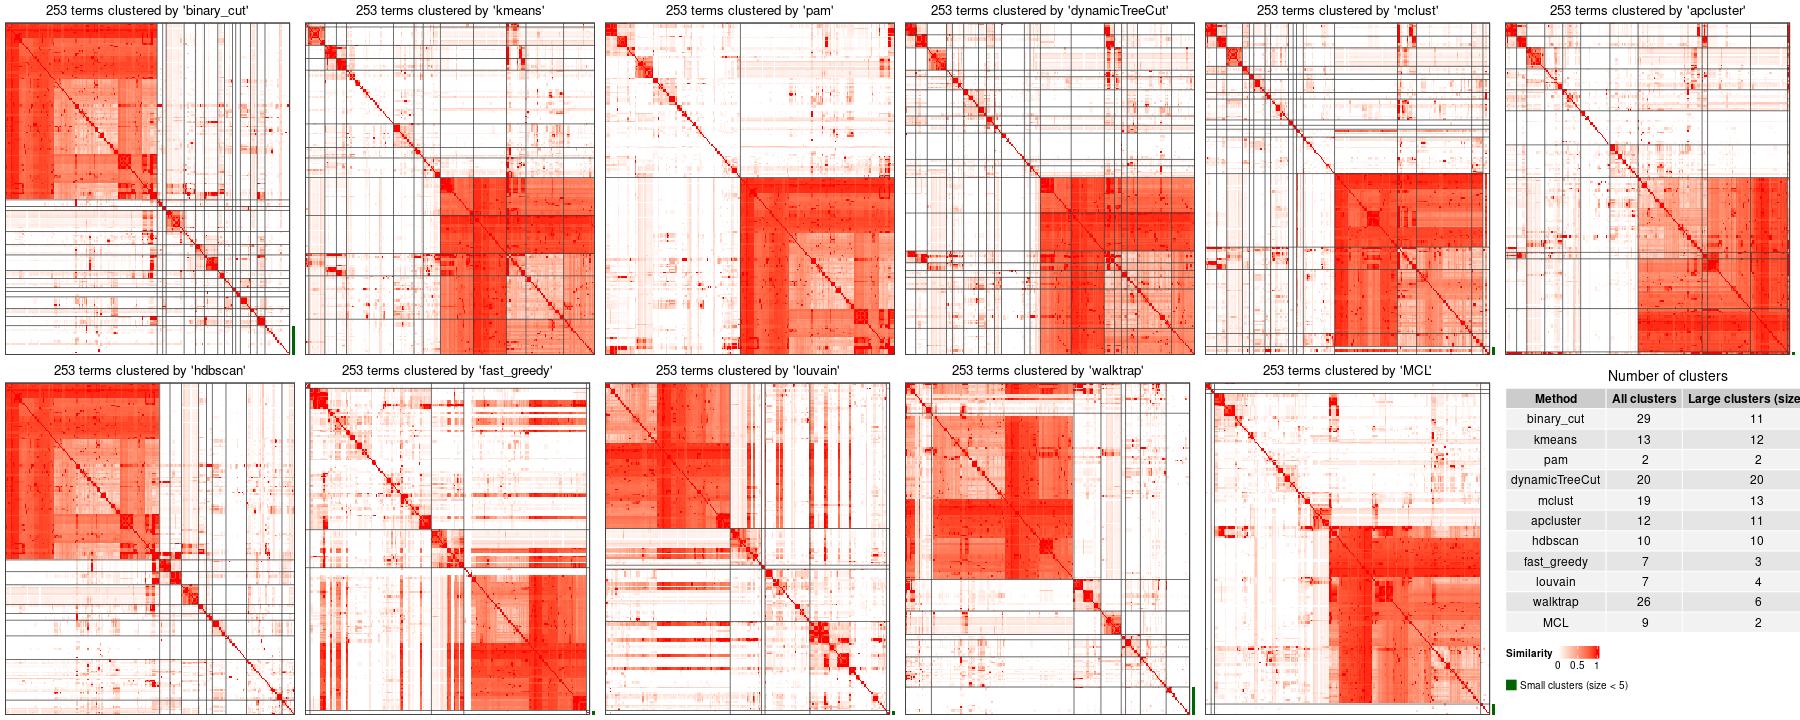 253 terms clustered by 'binary_cut'
253 terms clustered by 'kmeans'
253 terms clustered by 'pam'
253 terms clustered by 'dynamicTreeCut'
253 terms clustered by 'mclust'
253 terms clustered by 'apcluster'
253 terms clustered by 'hdbscan'
253 terms clustered by 'fast_greedy'
253 terms clustered by 'louvain'
253 terms clustered by 'walktrap'
253 terms clustered by 'MCL'
Number of clusters
Method All clusters Large clusters (size
binary_cut 29 11
kmeans 13 12
pam 2 2
dynamicTreeCut 20 20
mclust 19 13
apcluster 12 11
hdbscan 10 10
fast_greedy 7 3
louvain 7 4
walktrap 26 6
MCL 9 2
Similarity
0 0.5 1
Small clusters (size < 5)